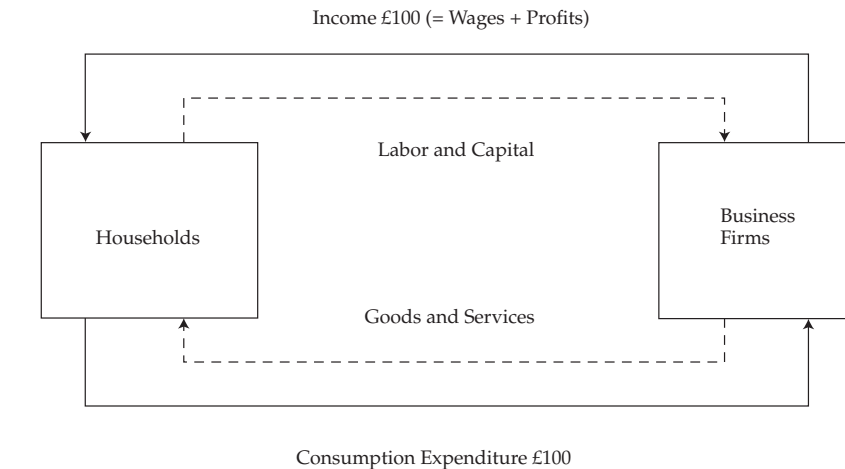 Income £100 (= Wages + Profits)
Labor and Capital
Households
Business
Firms
Goods and Services
Consumption Expenditure £100